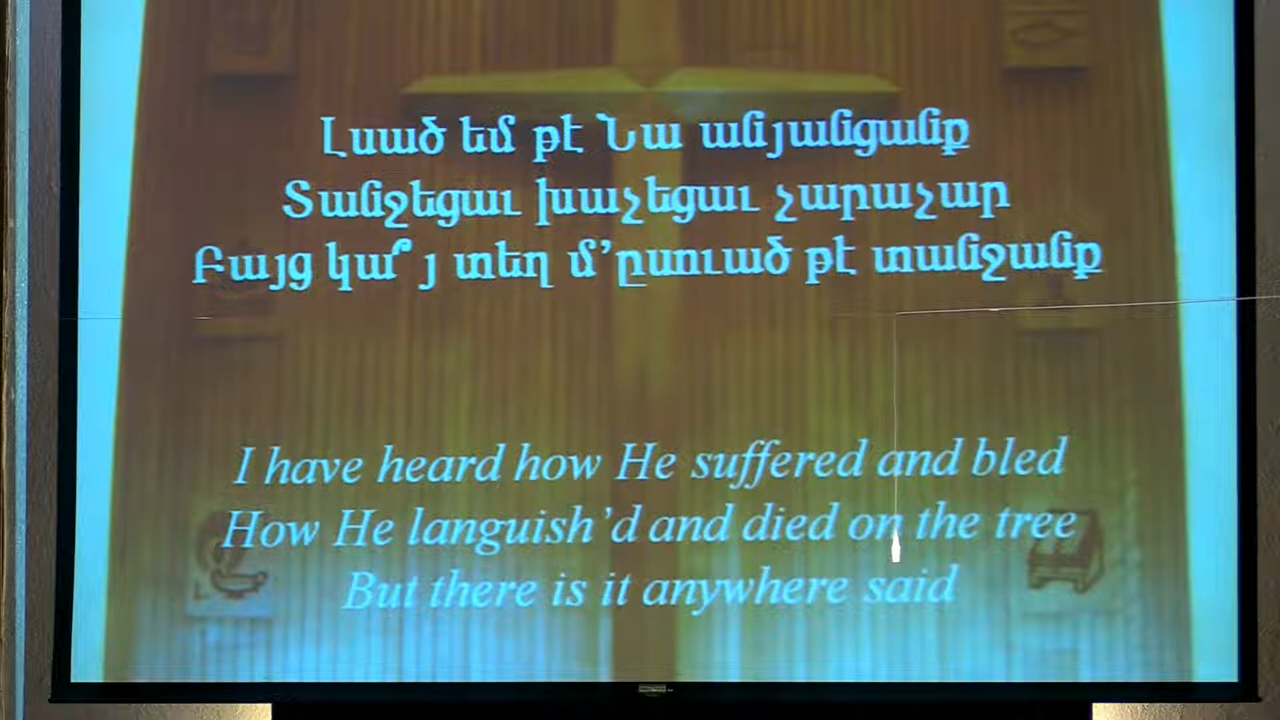 Լսած եմ թէ Նա անյանցանք
Տանջեցաւ խաչեցաւ չարաչար
Բայց կա՞յ տեղ մ’ըսուած թէ տանջանք
I have heard how He suffered and bled
How He languish’d and died on the tree
But there is it anywhere said